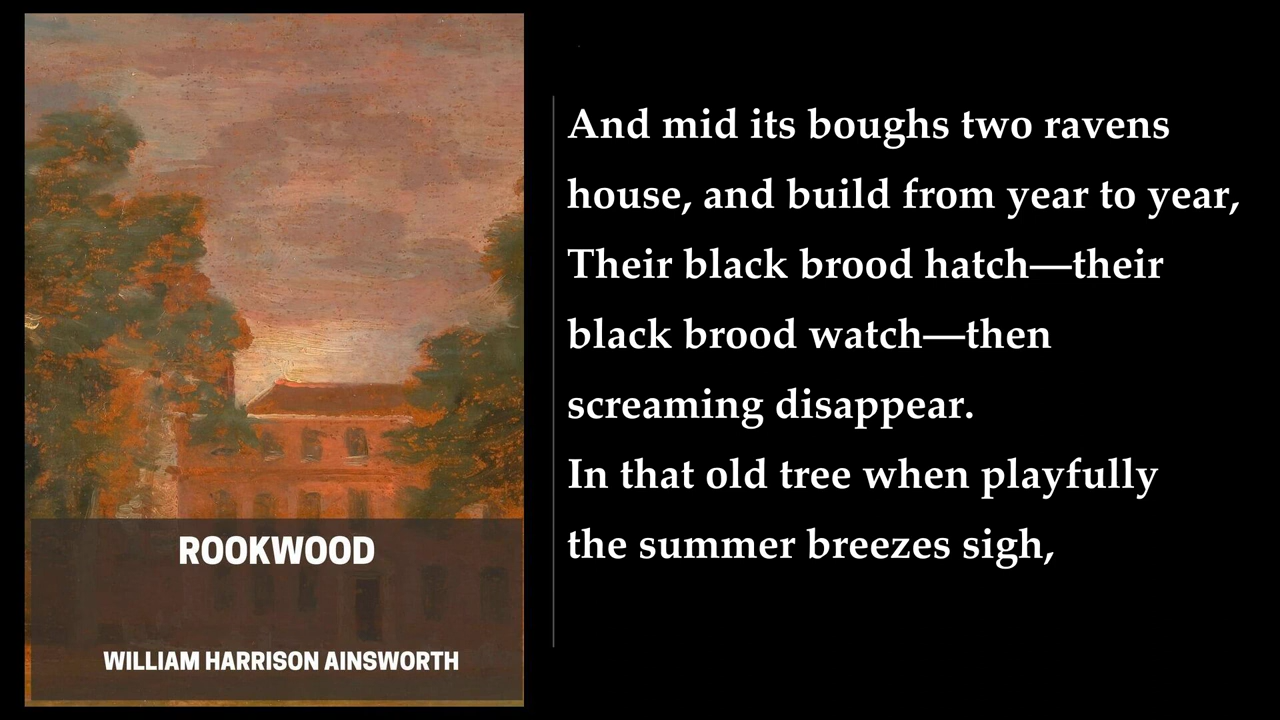 ROOKWOOD
WILLIAM HARRISON AINSWORTH
And mid its boughs two ravens
house, and build from year to year,
Their black brood hatch—their
black brood watch—then
screaming disappear.
In that old tree when playfully
the summer breezes sigh,